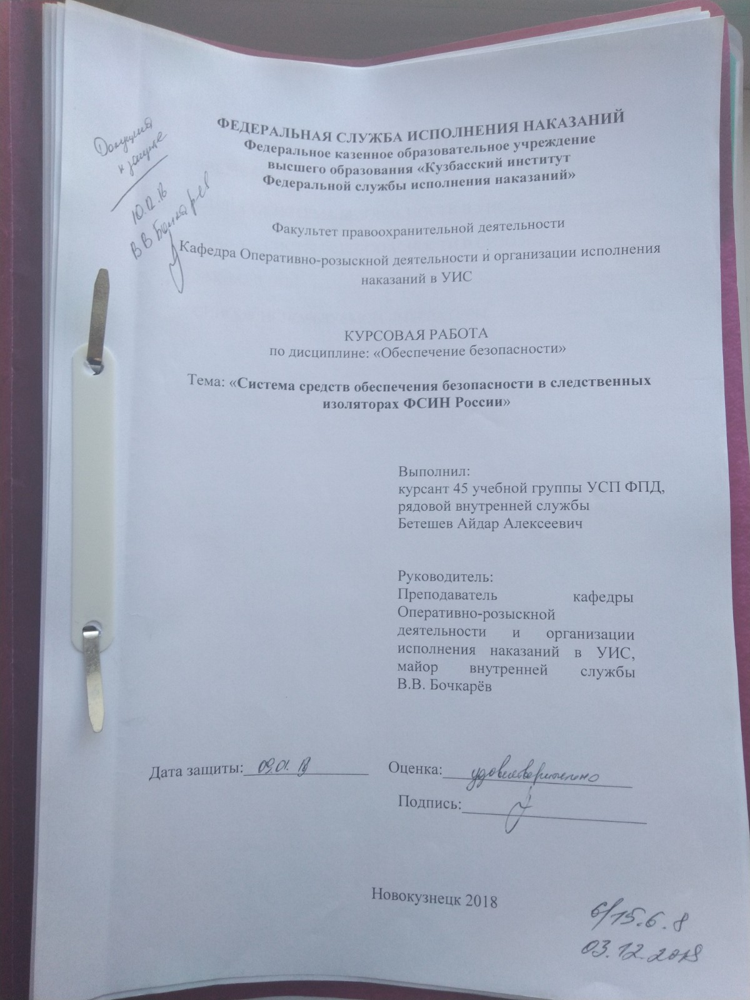 Допущена
к защите
10.12.18
В В Бочкарев
ФЕДЕРАЛЬНАЯ СЛУЖБА ИСПОЛНЕНИЯ НАКАЗАНИЙ
Федеральное казенное образовательное учреждение
высшего образования «Кузбасский институт
Федеральной службы исполнения наказаний»
Факультет правоохранительной деятельности
Кафедра Оперативно-розыскной деятельности и организации исполнения
наказаний в УИС
КУРСОВАЯ РАБОТА
по дисциплине: «Обеспечение безопасности»
Тема: «Система средств обеспечения безопасности в следственных
изоляторах ФСИН России»
Выполнил:
курсант 45 учебной группы УСП ФПД,
рядовой внутренней службы
Бетешев Айдар Алексеевич
Руководитель:
Преподаватель кафедры
Оперативно-розыскной
деятельности и организации
исполнения наказаний в УИС,
майор внутренней службы
В.В. Бочкарёв
Дата защиты: 09.01. Оценка: удовлетворительно
Подпись:
Новокузнецк 2018
6/15.6.8
03.12.2018